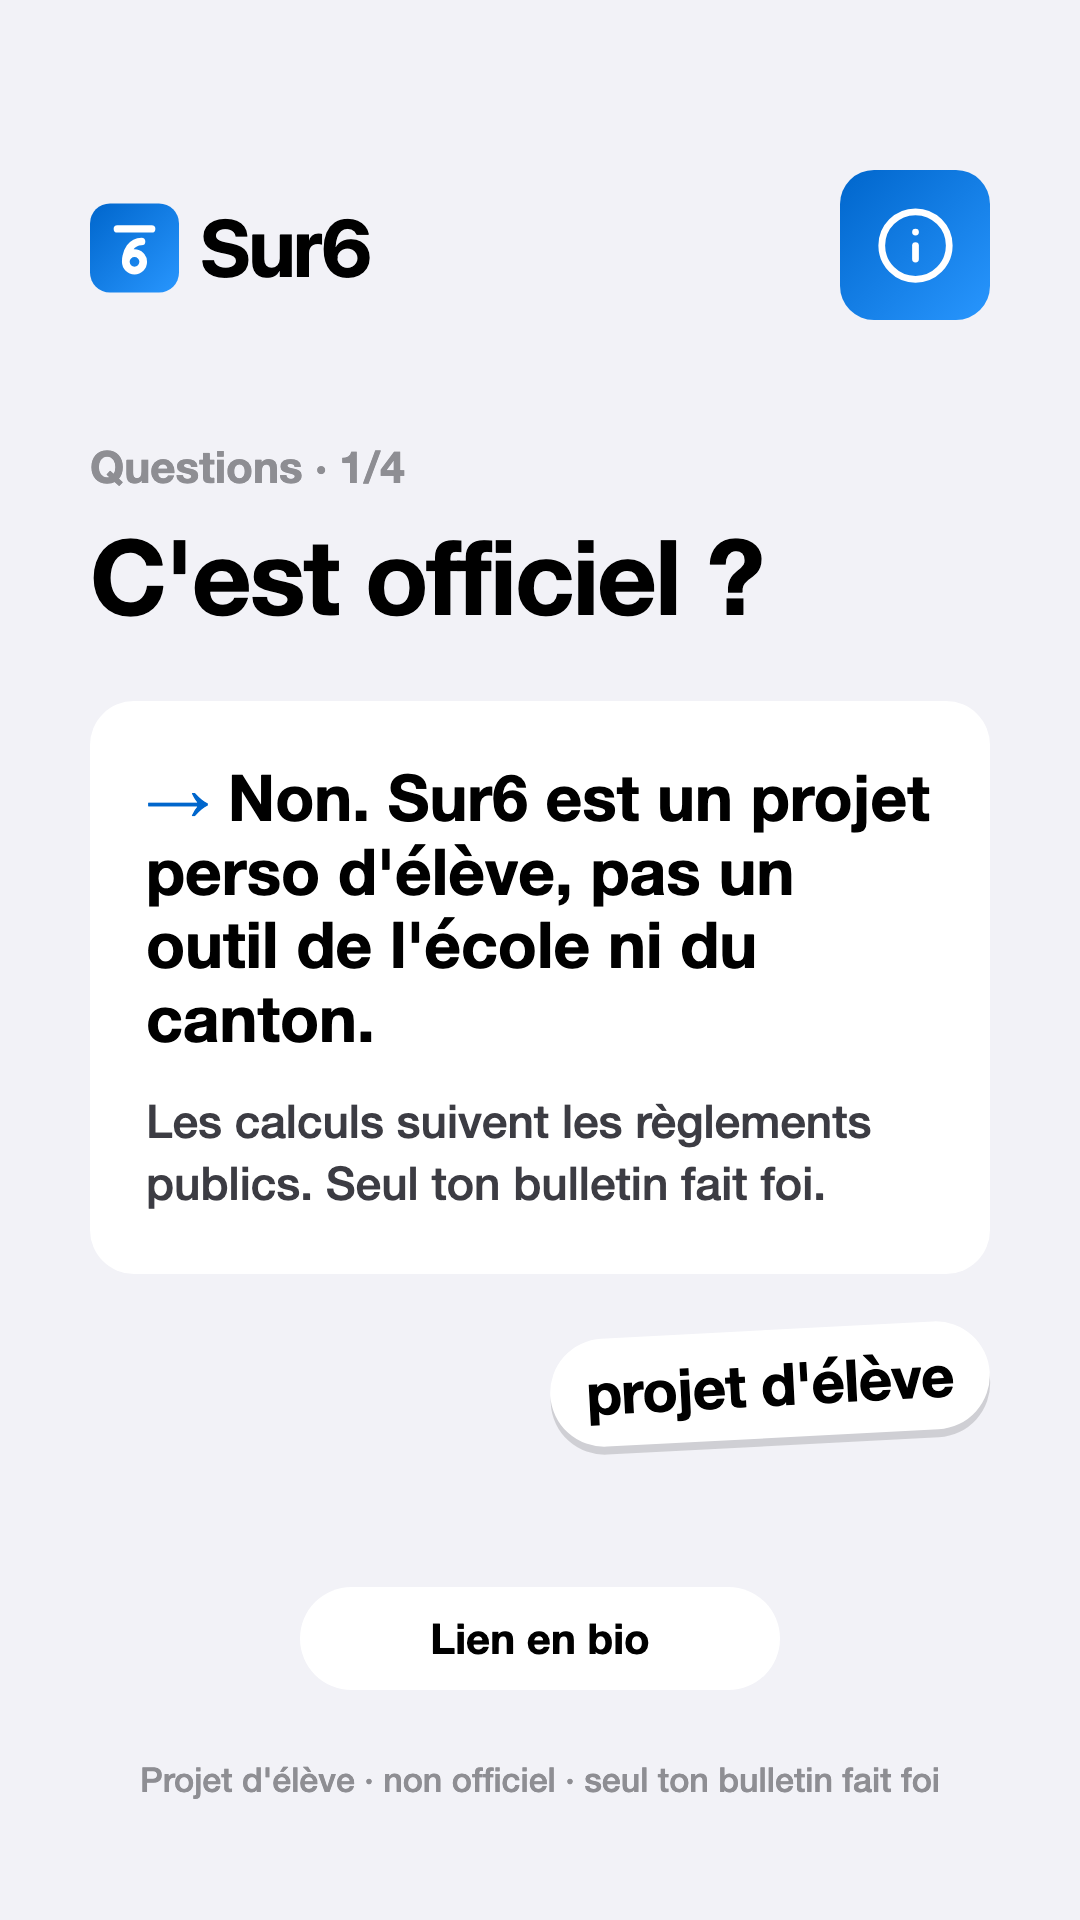 6 Sur6
Questions · 1/4
C'est officiel ?
→ Non. Sur6 est un projet
perso d'élève, pas un
outil de l'école ni du
canton.
Les calculs suivent les règlements
publics. Seul ton bulletin fait foi.
projet d'élève
Lien en bio
Projet d'élève · non officiel · seul ton bulletin fait foi